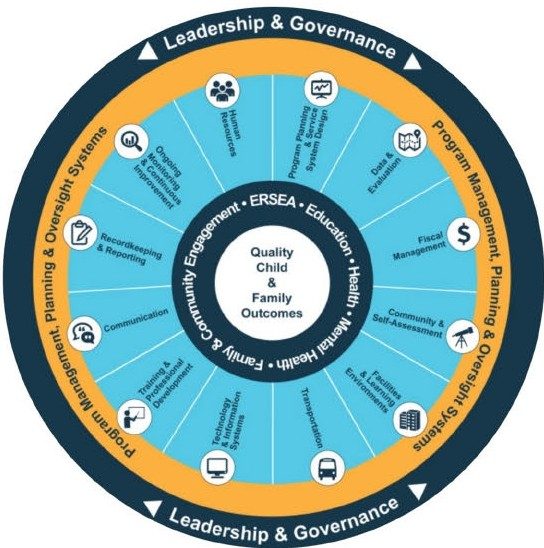 Leadership & Governance
Program Management, Planning & Oversight Systems
Program Management, Planning & Oversight Systems
Program Planning
& Service
System Design
Data &
Evaluation
Fiscal
Management
Community &
Self-Assessment
Facilities
& Learning
Environments
Transportation
Technology
& Information
Systems
Training &
Professional
Development
Communication
Recordkeeping
& Reporting
Ongoing
Monitoring
& Continuous
Improvement
Human
Resources
ERSEA • Education • Health • Mental Health • Family & Community Engagement •
Quality
Child
&
Family
Outcomes
$
Leadership & Governance